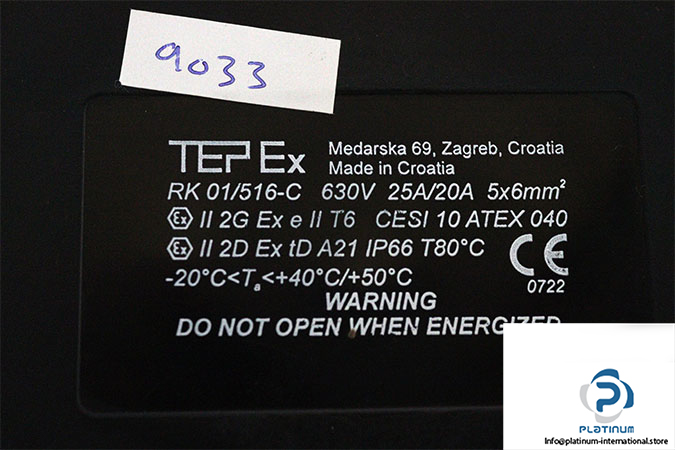 9033
TEP Ex
Medarska 69, Zagreb, Croatia
Made in Croatia
RK 01/516-C 630V 25A/20A 5x6mm²
Ex II 2G Ex e II T6 CESI 10 ATEX 040
Ex II 2D Ex tD A21 IP66 T80°C
CE
-20°C<Ta<+40°C/+50°C
0722
WARNING
DO NOT OPEN WHEN ENERGIZED
PLATINUM
Info@platinum-international.store